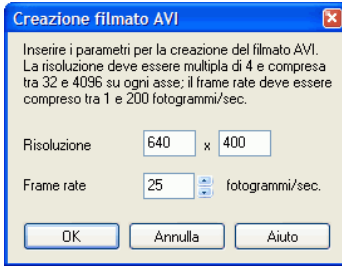 Creazione filmato AVI
Inserire i parametri per la creazione del filmato AVI.
La risoluzione deve essere multipla di 4 e compresa
tra 32 e 4096 su ogni asse; il frame rate deve essere
compreso tra 1 e 200 fotogrammi/sec.
Risoluzione 640 x 400
Frame rate 25 fotogrammi/sec.
OK Annulla Aiuto